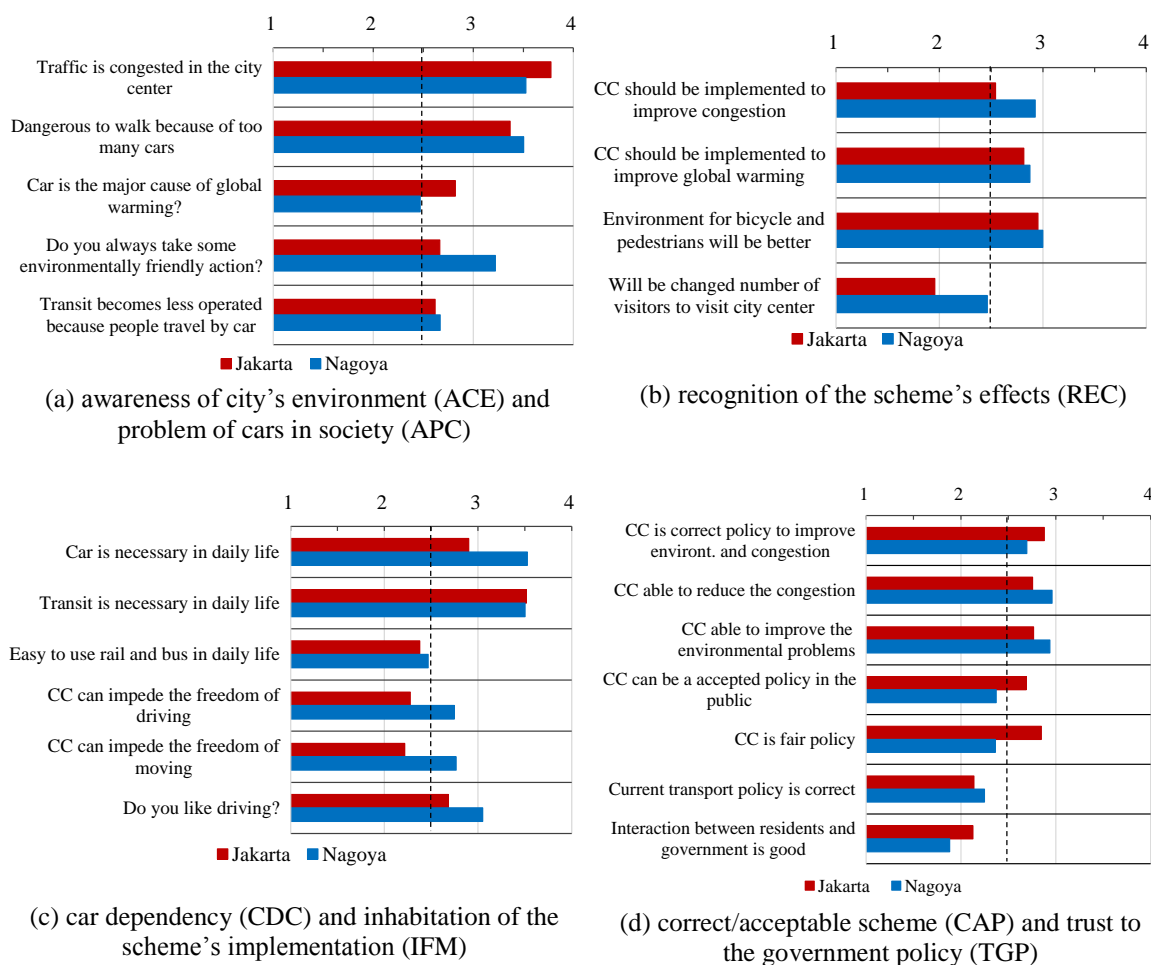 1 2 3 4
Traffic is congested in the city
center
Dangerous to walk because of too
many cars
Car is the major cause of global
warming?
Do you always take some
environmentally friendly action?
Transit becomes less operated
because people travel by car
Jakarta Nagoya
(a) awareness of city's environment (ACE) and
problem of cars in society (APC)
1 2 3 4
CC should be implemented to
improve congestion
CC should be implemented to
improve global warming
Environment for bicycle and
pedestrians will be better
Will be changed number of
visitors to visit city center
Jakarta Nagoya
(b) recognition of the scheme's effects (REC)
1 2 3 4
Car is necessary in daily life
Transit is necessary in daily life
Easy to use rail and bus in daily life
CC can impede the freedom of
driving
CC can impede the freedom of
moving
Do you like driving?
Jakarta Nagoya
(c) car dependency (CDC) and inhabitation of the
scheme's implementation (IFM)
1 2 3 4
CC is correct policy to improve
environt. and congestion
CC able to reduce the congestion
CC able to improve the
environmental problems
CC can be a accepted policy in the
public
CC is fair policy
Current transport policy is correct
Interaction between residents and
government is good
Jakarta Nagoya
(d) correct/acceptable scheme (CAP) and trust to
the government policy (TGP)